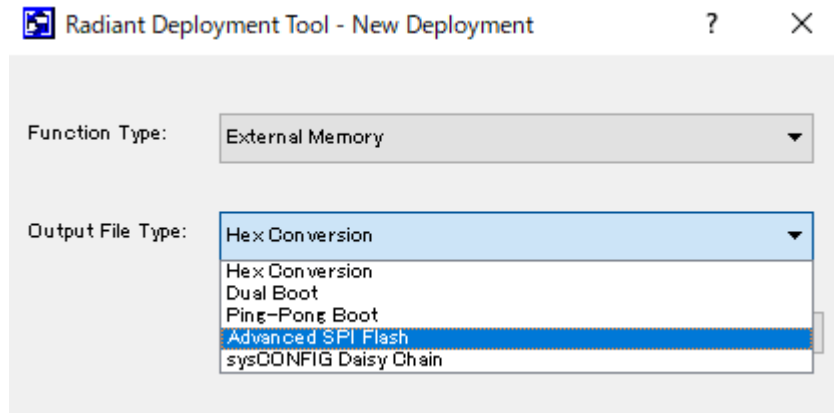 Radiant Deployment Tool - New Deployment ? ×
Function Type: External Memory
Output File Type: Hex Conversion
Hex Conversion
Dual Boot
Ping-Pong Boot
Advanced SPI Flash
sysCONFIG Daisy Chain